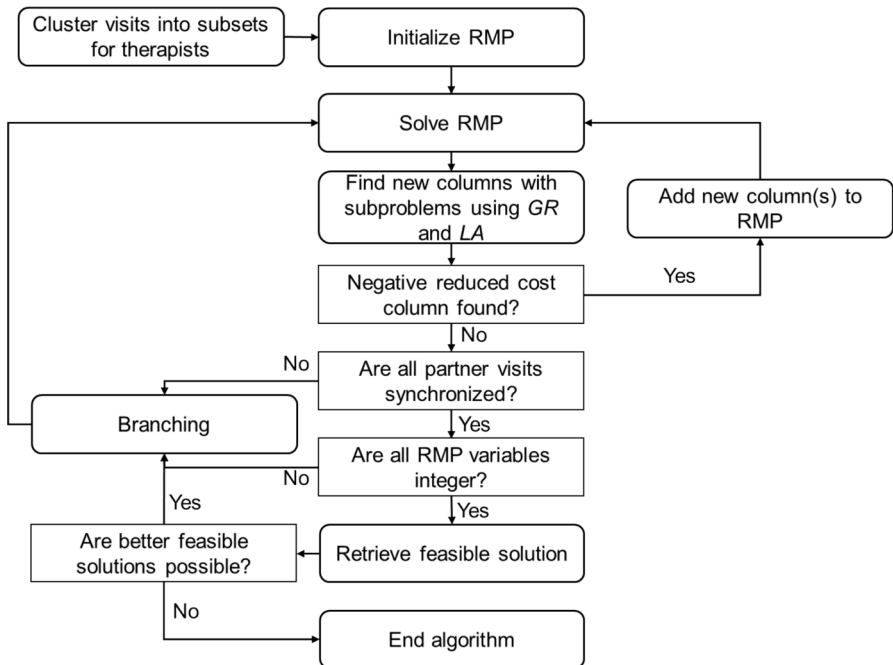 Cluster visits into subsets
for therapists
Initialize RMP
Solve RMP
Find new columns with
subproblems using GR
and LA
Add new column(s) to
RMP
Negative reduced cost
column found?
Yes
No
Are all partner visits
synchronized?
No
Yes
Branching
Are all RMP variables
integer?
No
Yes
Yes
Retrieve feasible solution
Are better feasible
solutions possible?
No
End algorithm